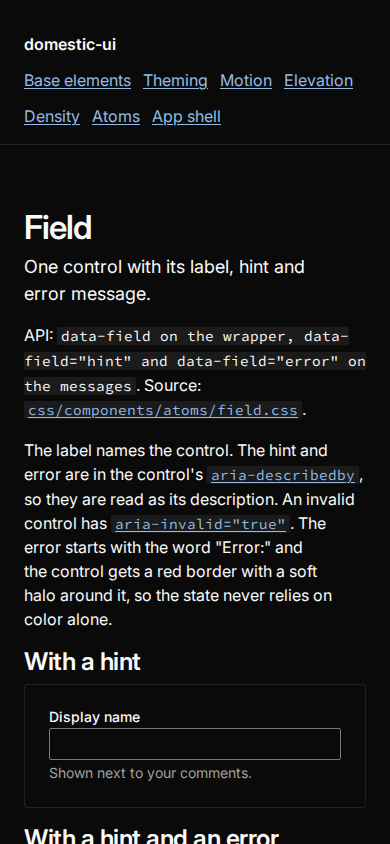 domestic-ui
Base elements Theming Motion Elevation
Density Atoms App shell
Field
One control with its label, hint and
error message.
API: data-field on the wrapper, data-
field="hint" and data-field="error" on
the messages. Source:
css/components/atoms/field.css.
The label names the control. The hint and
error are in the control's aria-describedby,
so they are read as its description. An invalid
control has aria-invalid="true". The
error starts with the word "Error:" and
the control gets a red border with a soft
halo around it, so the state never relies on
color alone.
With a hint
Display name
Shown next to your comments.
With a hint and an error